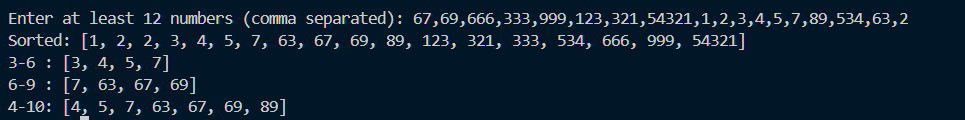 Enter at least 12 numbers (comma separated): 67,69,666,333,999,123,321,54321,1,2,3,4,5,7,89,534,63,2
Sorted: [1, 2, 2, 3, 4, 5, 7, 63, 67, 69, 89, 123, 321, 333, 534, 666, 999, 54321]
3-6 : [3, 4, 5, 7]
6-9 : [7, 63, 67, 69]
4-10: [4, 5, 7, 63, 67, 69, 89]